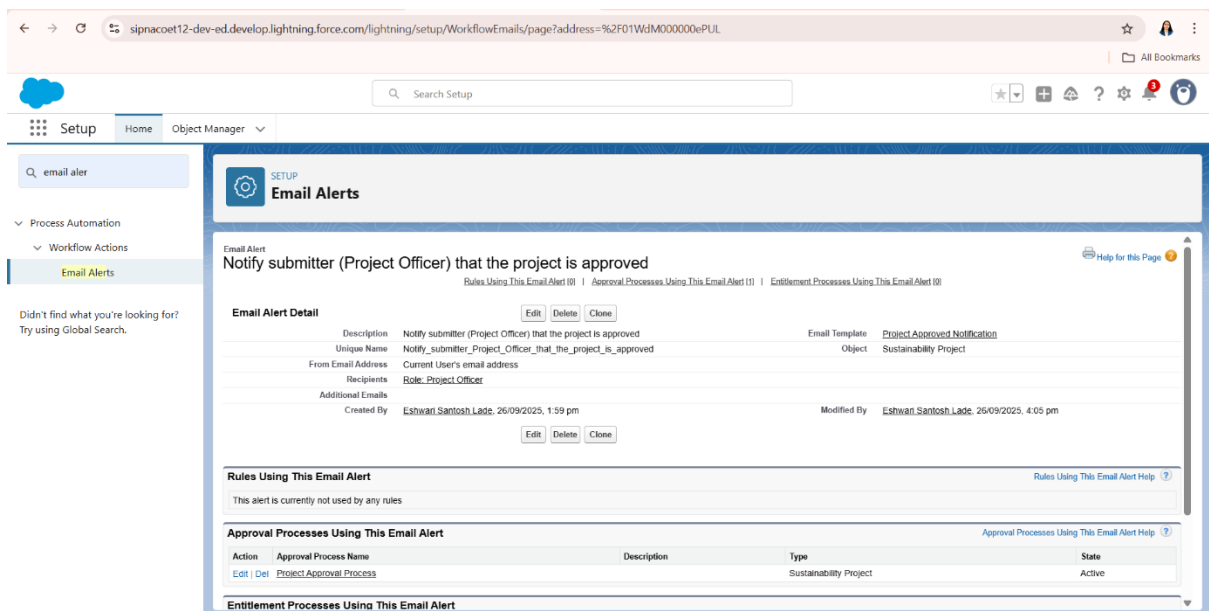 sipnacoet12-dev-ed.develop.lightning.force.com/lightning/setup/WorkflowEmails/page?address=%2F01WdM000000ePUL
All Bookmarks
Search Setup
3
Setup Home Object Manager
email aler
SETUP
Email Alerts
Process Automation
Workflow Actions
Email Alerts
Didn't find what you're looking for?
Try using Global Search.
Email Alert
Notify submitter (Project Officer) that the project is approved
Help for this Page
Rules Using This Email Alert [0] | Approval Processes Using This Email Alert [1] | Entitlement Processes Using This Email Alert [0]
Email Alert Detail Edit Delete Clone
Description Notify submitter (Project Officer) that the project is approved Email Template Project Approved Notification
Unique Name Notify_submitter_Project_Officer_that_the_project_is_approved Object Sustainability Project
From Email Address Current User's email address
Recipients Role: Project Officer
Additional Emails
Created By Eshwari Santosh Lade, 26/09/2025, 1:59 pm Modified By Eshwari Santosh Lade, 26/09/2025, 4:05 pm
Edit Delete Clone
Rules Using This Email Alert Rules Using This Email Alert Help ?
This alert is currently not used by any rules
Approval Processes Using This Email Alert Approval Processes Using This Email Alert Help ?
Action Approval Process Name Description Type State
Edit | Del Project Approval Process Sustainability Project Active
Entitlement Processes Using This Email Alert